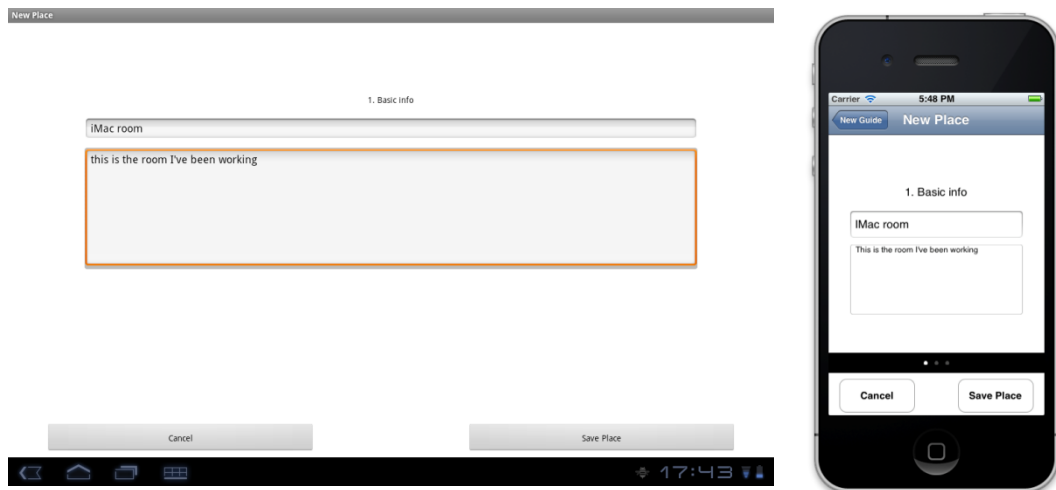 New Place
1. Basic info
iMac room
this is the room I've been working
Cancel
Save Place
17:43
Carrier
5:48 PM
New Guide
New Place
1. Basic info
IMac room
This is the room I've been working
Cancel
Save Place